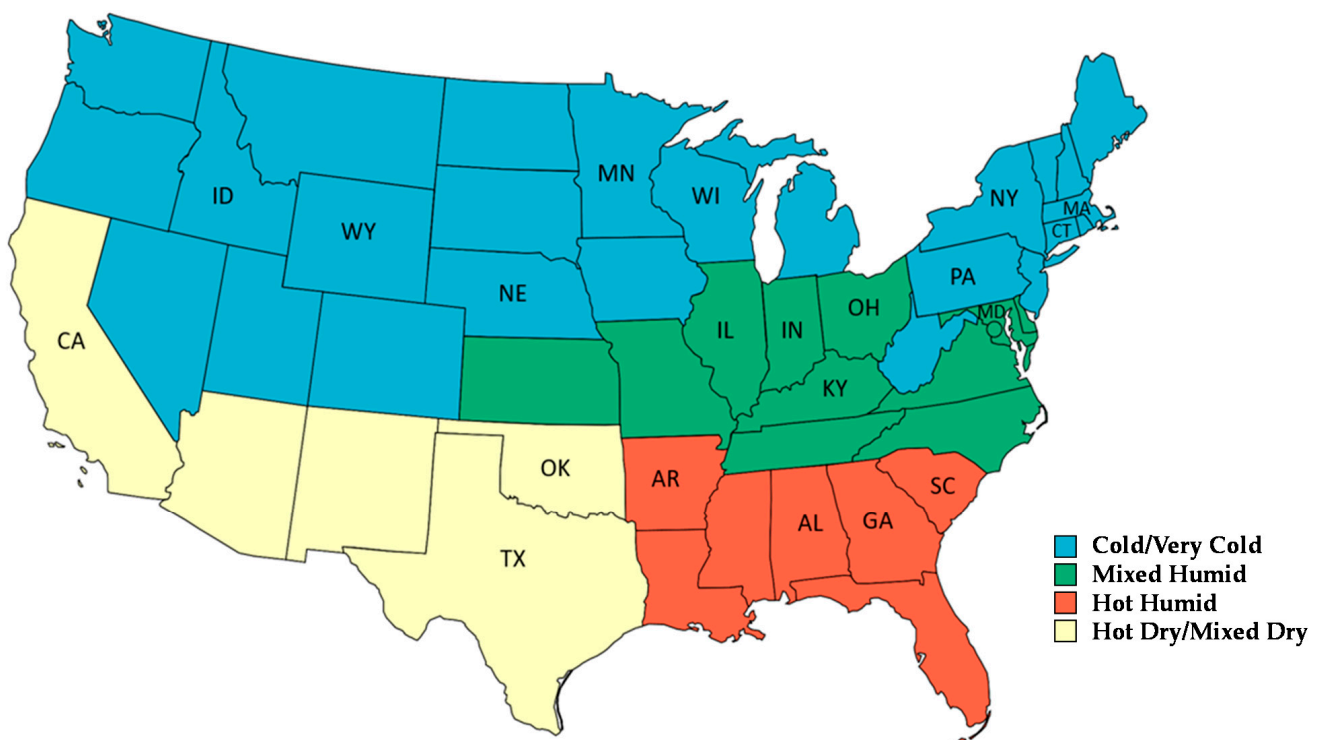 MN
ID
WI
NY
MA
WY
CT
PA
NE
OH
MD
IL
IN
CA
KY
OK
AR
SC
AL
GA
TX
Cold/Very Cold
Mixed Humid
Hot Humid
Hot Dry/Mixed Dry